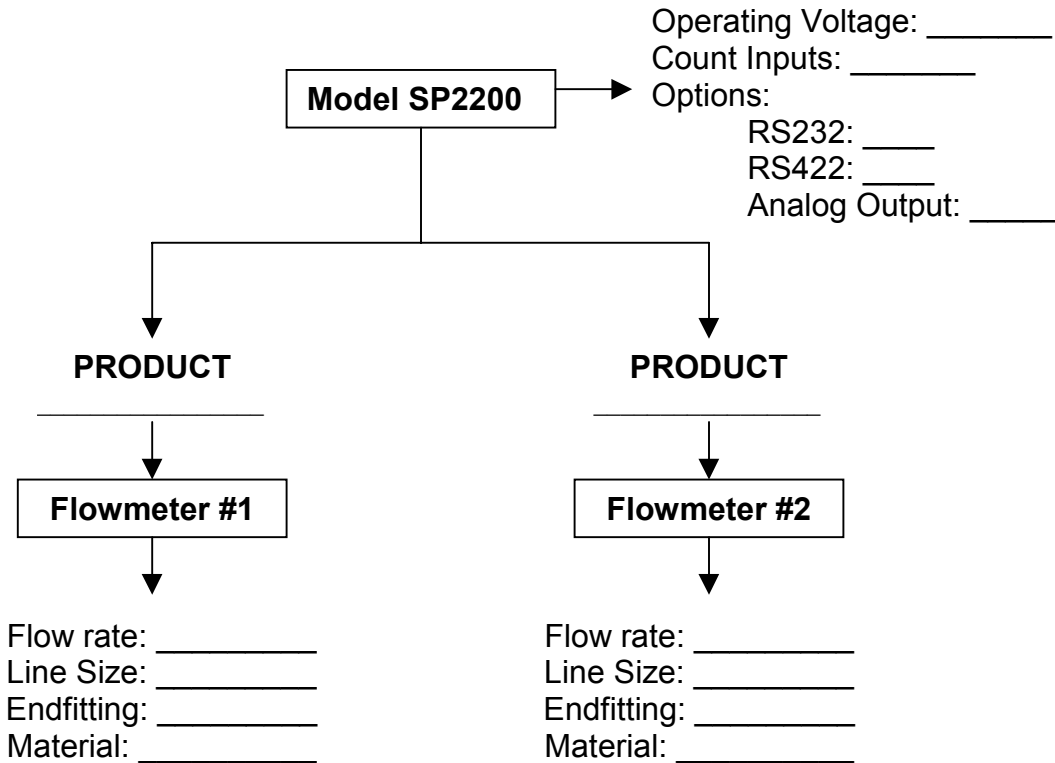 Operating Voltage: _______
Count Inputs: _______
Model SP2200
Options:
RS232: ____
RS422: ____
Analog Output: _____
PRODUCT
______________
Flowmeter #1
Flow rate: _________
Line Size: _________
Endfitting: _________
Material: __________
PRODUCT
______________
Flowmeter #2
Flow rate: _________
Line Size: _________
Endfitting: _________
Material: __________